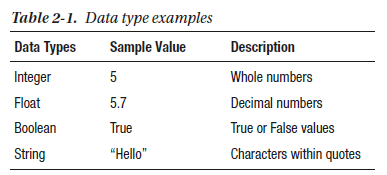 Table 2-1. Data type examples
Data Types Sample Value Description
Integer 5 Whole numbers
Float 5.7 Decimal numbers
Boolean True True or False values
String “Hello” Characters within quotes